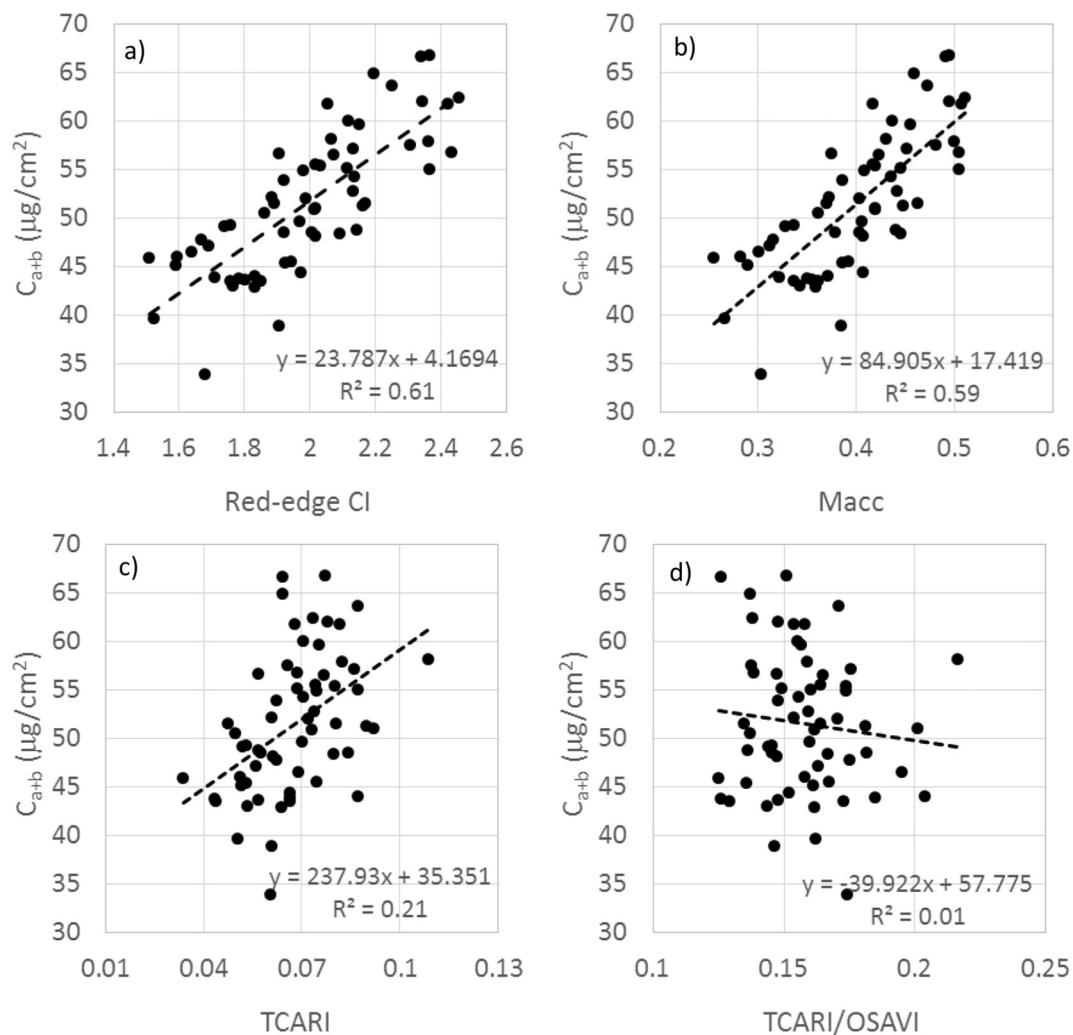 a)
70
65
60
55
50
45
40
35
30
C_{a+b} (µg/cm²)
y = 23.787x + 4.1694
R² = 0.61
1.4 1.6 1.8 2 2.2 2.4 2.6
Red-edge CI
b)
70
65
60
55
50
45
40
35
30
C_{a+b} (µg/cm²)
y = 84.905x + 17.419
R² = 0.59
0.2 0.3 0.4 0.5 0.6
Macc
c)
70
65
60
55
50
45
40
35
30
C_{a+b} (µg/cm²)
y = 237.93x + 35.351
R² = 0.21
0.01 0.04 0.07 0.1 0.13
TCARI
d)
70
65
60
55
50
45
40
35
30
C_{a+b} (µg/cm²)
y = -39.922x + 57.775
R² = 0.01
0.1 0.15 0.2 0.25
TCARI/OSAVI